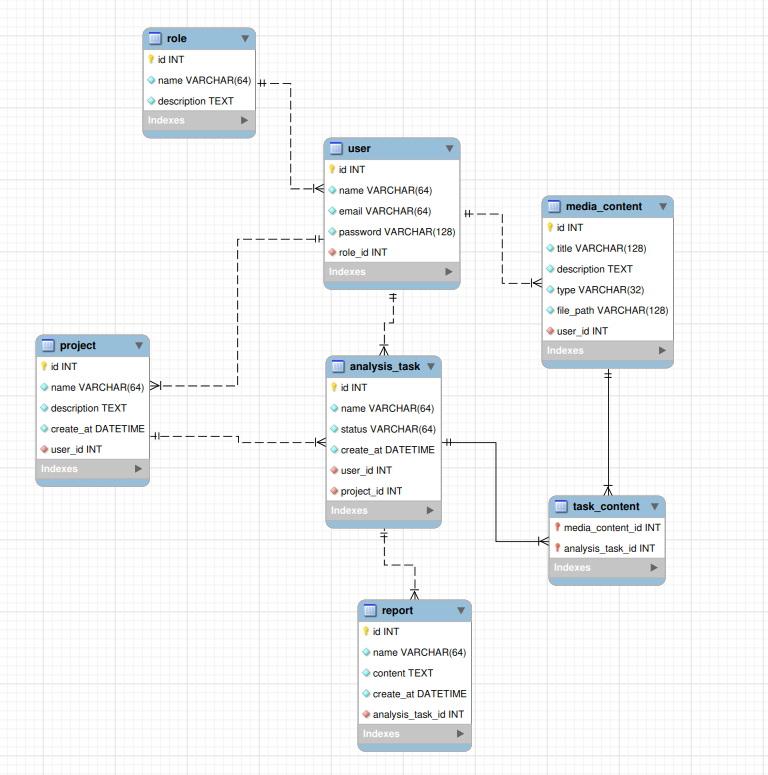 role
id INT
name VARCHAR(64)
description TEXT
Indexes
user
id INT
name VARCHAR(64)
email VARCHAR(64)
password VARCHAR(128)
role_id INT
Indexes
media_content
id INT
title VARCHAR(128)
description TEXT
type VARCHAR(32)
file_path VARCHAR(128)
user_id INT
Indexes
project
id INT
name VARCHAR(64)
description TEXT
create_at DATETIME
user_id INT
Indexes
analysis_task
id INT
name VARCHAR(64)
status VARCHAR(64)
create_at DATETIME
user_id INT
project_id INT
Indexes
task_content
media_content_id INT
analysis_task_id INT
Indexes
report
id INT
name VARCHAR(64)
content TEXT
create_at DATETIME
analysis_task_id INT
Indexes